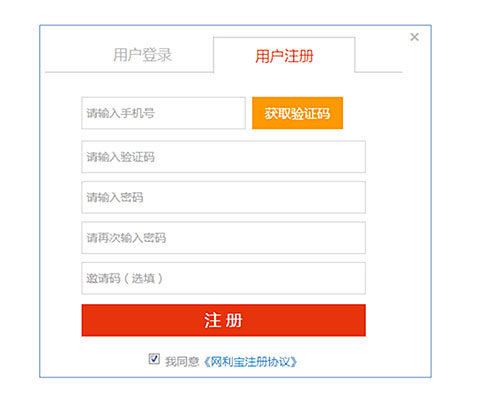 用户登录 用户注册 ×
请输入手机号 获取验证码
请输入验证码
请输入密码
请再次输入密码
邀请码（选填）
注册
我同意《网利宝注册协议》